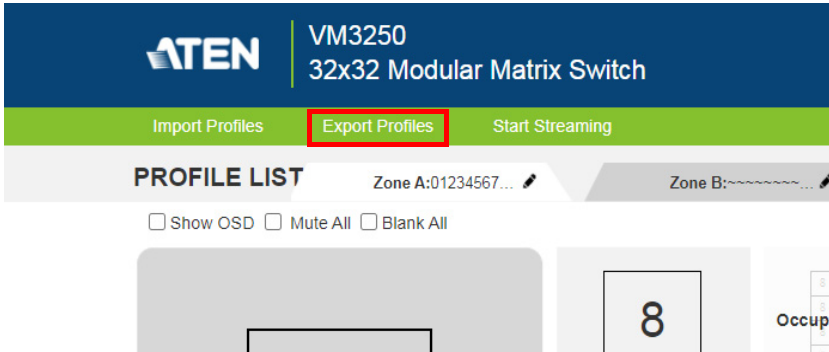 ATEN
VM3250
32x32 Modular Matrix Switch
Import Profiles Export Profiles Start Streaming
PROFILE LIST Zone A:01234567... Zone B:~~~~~~~~...
Show OSD Mute All Blank All
8
Occup